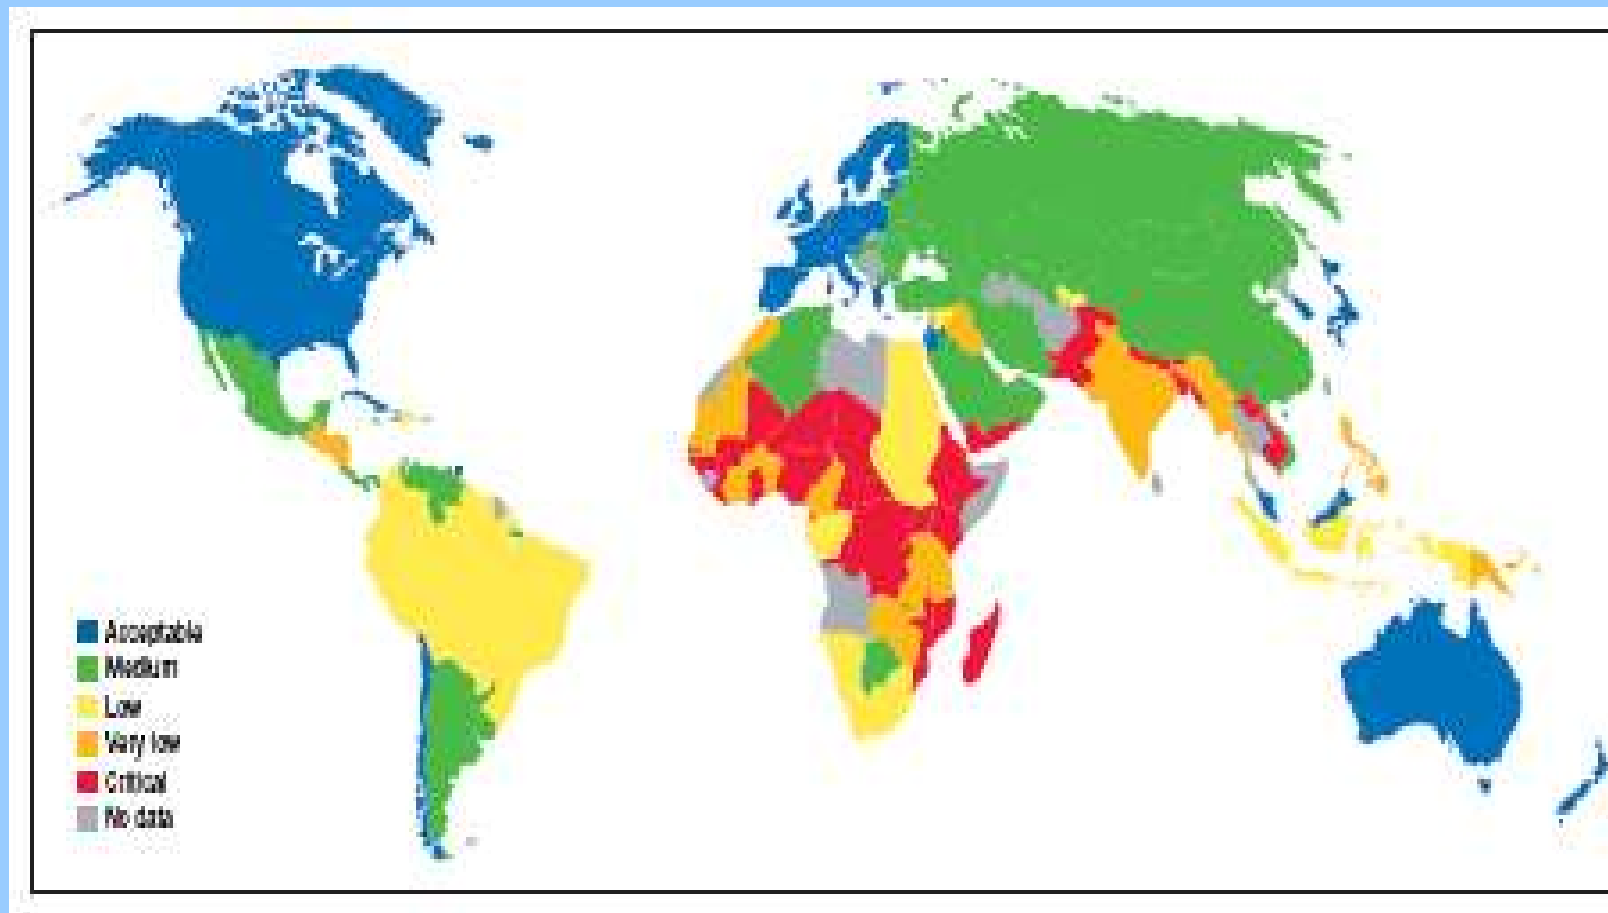 Acceptable
Medium
Low
Very low
Critical
No data